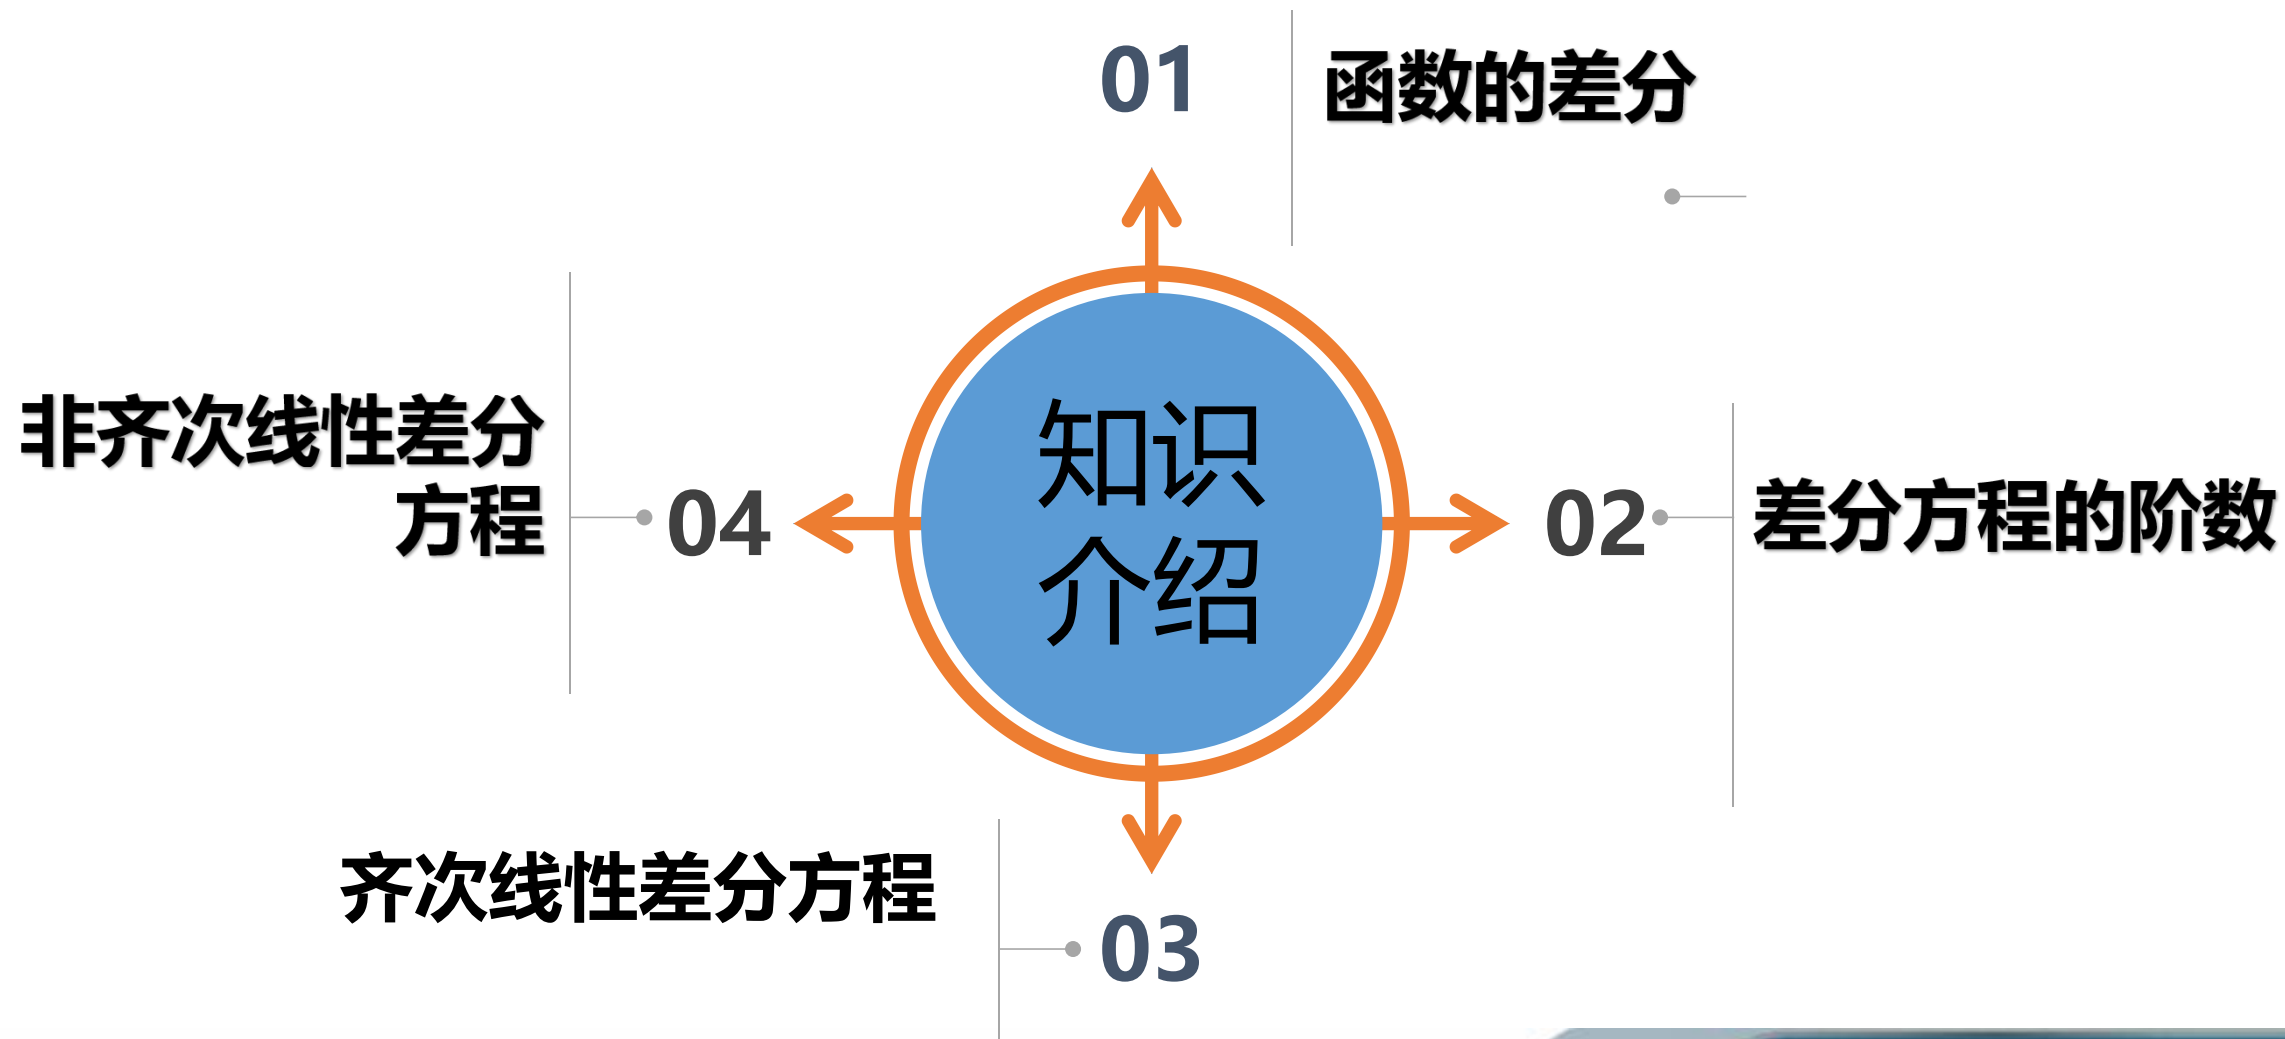 01
函数的差分
知识
介绍
02
差分方程的阶数
03
齐次线性差分方程
04
非齐次线性差分
方程